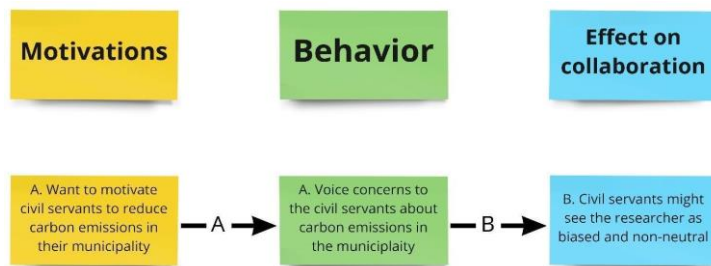 Motivations
Behavior
Effect on
collaboration
A. Want to motivate
civil servants to reduce
carbon emissions in
their municipality
A
A. Voice concerns to
the civil servants about
carbon emissions in
the municiplaity
B
B. Civil servants might
see the researcher as
biased and non-neutral